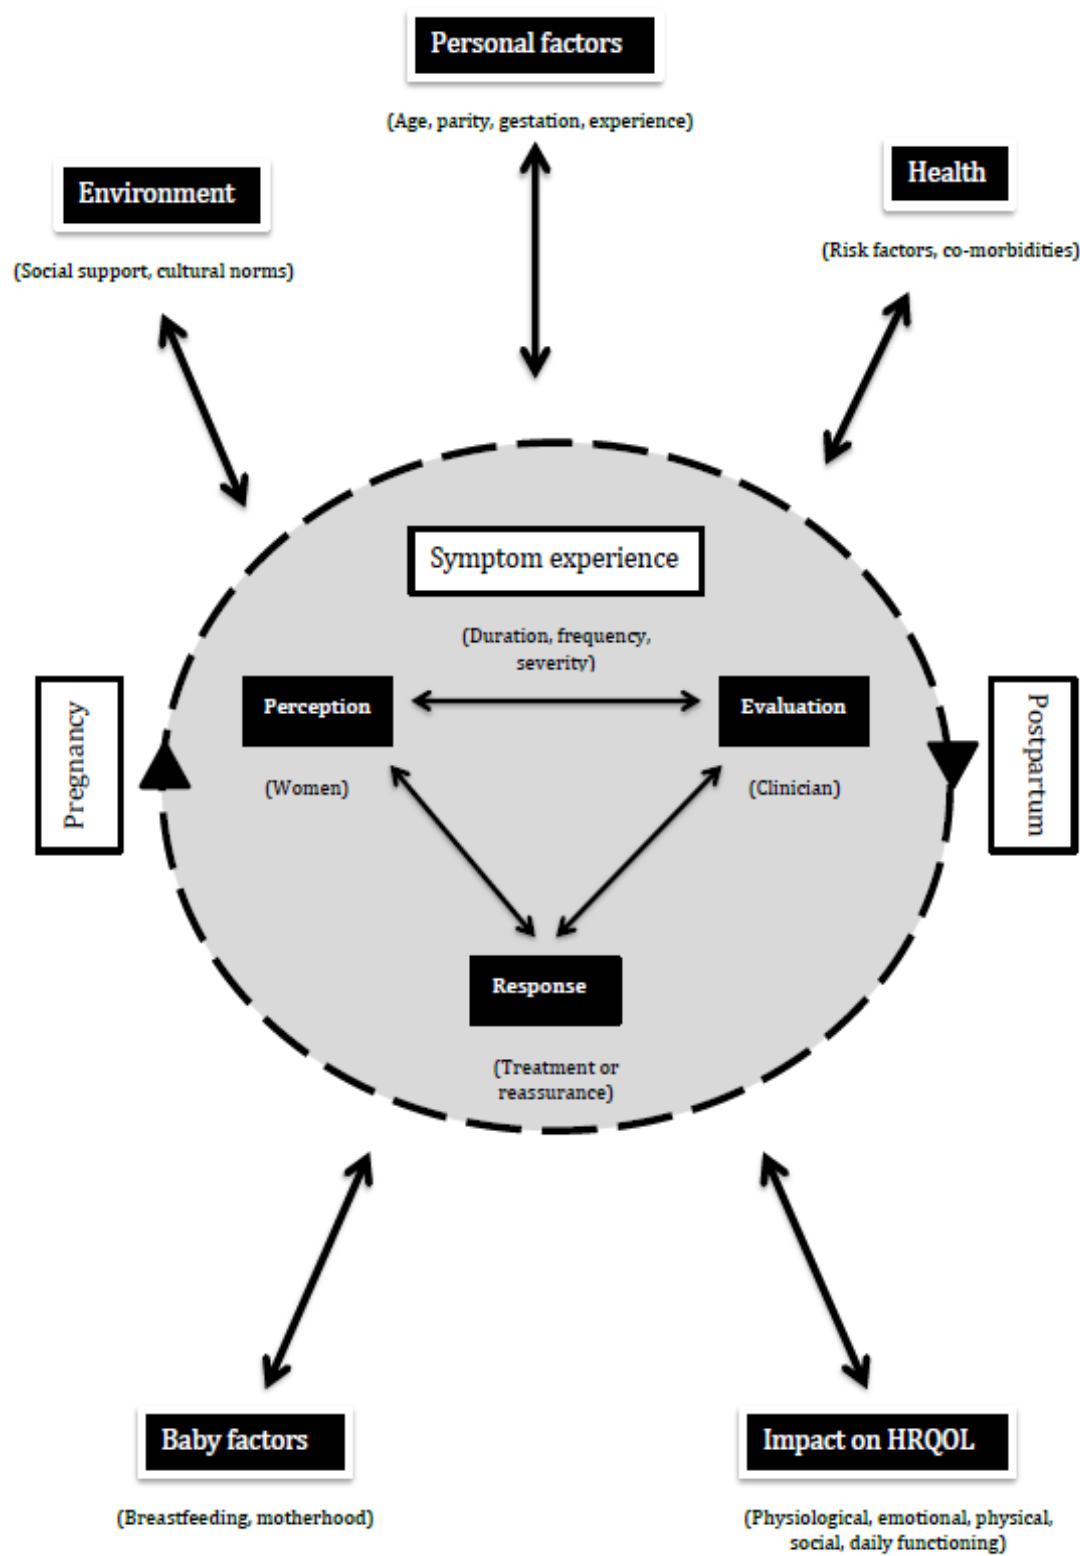 Personal factors
(Age, parity, gestation, experience)
Environment
(Social support, cultural norms)
Health
(Risk factors, co-morbidities)
Symptom experience
(Duration, frequency,
severity)
Pregnancy
Perception
(Women)
Evaluation
(Clinician)
Postpartum
Response
(Treatment or
reassurance)
Baby factors
(Breastfeeding, motherhood)
Impact on HRQOL
(Physiological, emotional, physical,
social, daily functioning)